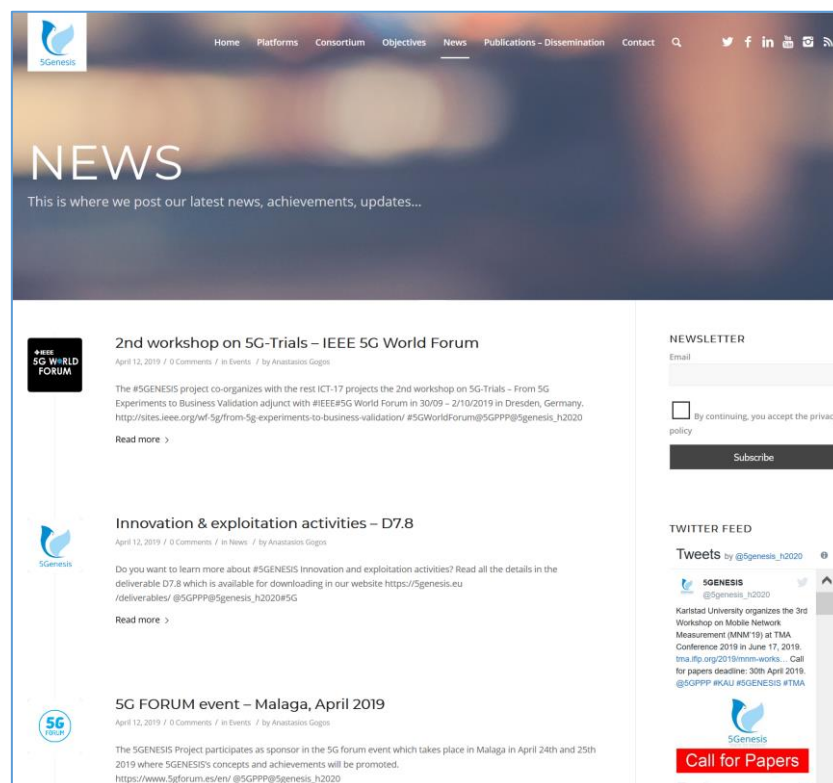 5Genesis
Home Platforms Consortium Objectives News Publications – Dissemination Contact
NEWS
This is where we post our latest news, achievements, updates...
IEEE
5G WORLD
FORUM
2nd workshop on 5G-Trials – IEEE 5G World Forum
April 12, 2019 / 0 Comments / in Events / by Anastasios Gogos
The #5GENESIS project co-organizes with the rest ICT-17 projects the 2nd workshop on 5G-Trials – From 5G
Experiments to Business Validation adjunct with #IEEE#5G World Forum in 30/09 – 2/10/2019 in Dresden, Germany.
http://sites.ieee.org/wf-5g/from-5g-experiments-to-business-validation/ #5GWorldForum@5GPPP@5genesis_h2020
Read more
5Genesis
Innovation & exploitation activities – D7.8
April 12, 2019 / 0 Comments / in News / by Anastasios Gogos
Do you want to learn more about #5GENESIS Innovation and exploitation activities? Read all the details in the
deliverable D7.8 which is available for downloading in our website https://5genesis.eu
/deliverables/ @5GPPP@5genesis_h2020#5G
Read more
5G
FORUM
5G FORUM event – Malaga, April 2019
April 12, 2019 / 0 Comments / in Events / by Anastasios Gogos
The 5GENESIS Project participates as sponsor in the 5G forum event which takes place in Malaga in April 24th and 25th
2019 where 5GENESIS's concepts and achievements will be promoted.
https://www.5gforum.es/en/ @5GPPP@5genesis_h2020
NEWSLETTER
Email
By continuing, you accept the privac
policy
Subscribe
TWITTER FEED
Tweets by @5genesis_h2020
5GENESIS
@5genesis_h2020
Karlstad University organizes the 3rd
Workshop on Mobile Network
Measurement (MNM'19) at TMA
Conference 2019 in June 17, 2019.
tma.ifip.org/2019/mnm-works... Call
for papers deadline: 30th April 2019.
@5GPPP #KAU #5GENESIS #TMA
5Genesis
Call for Papers